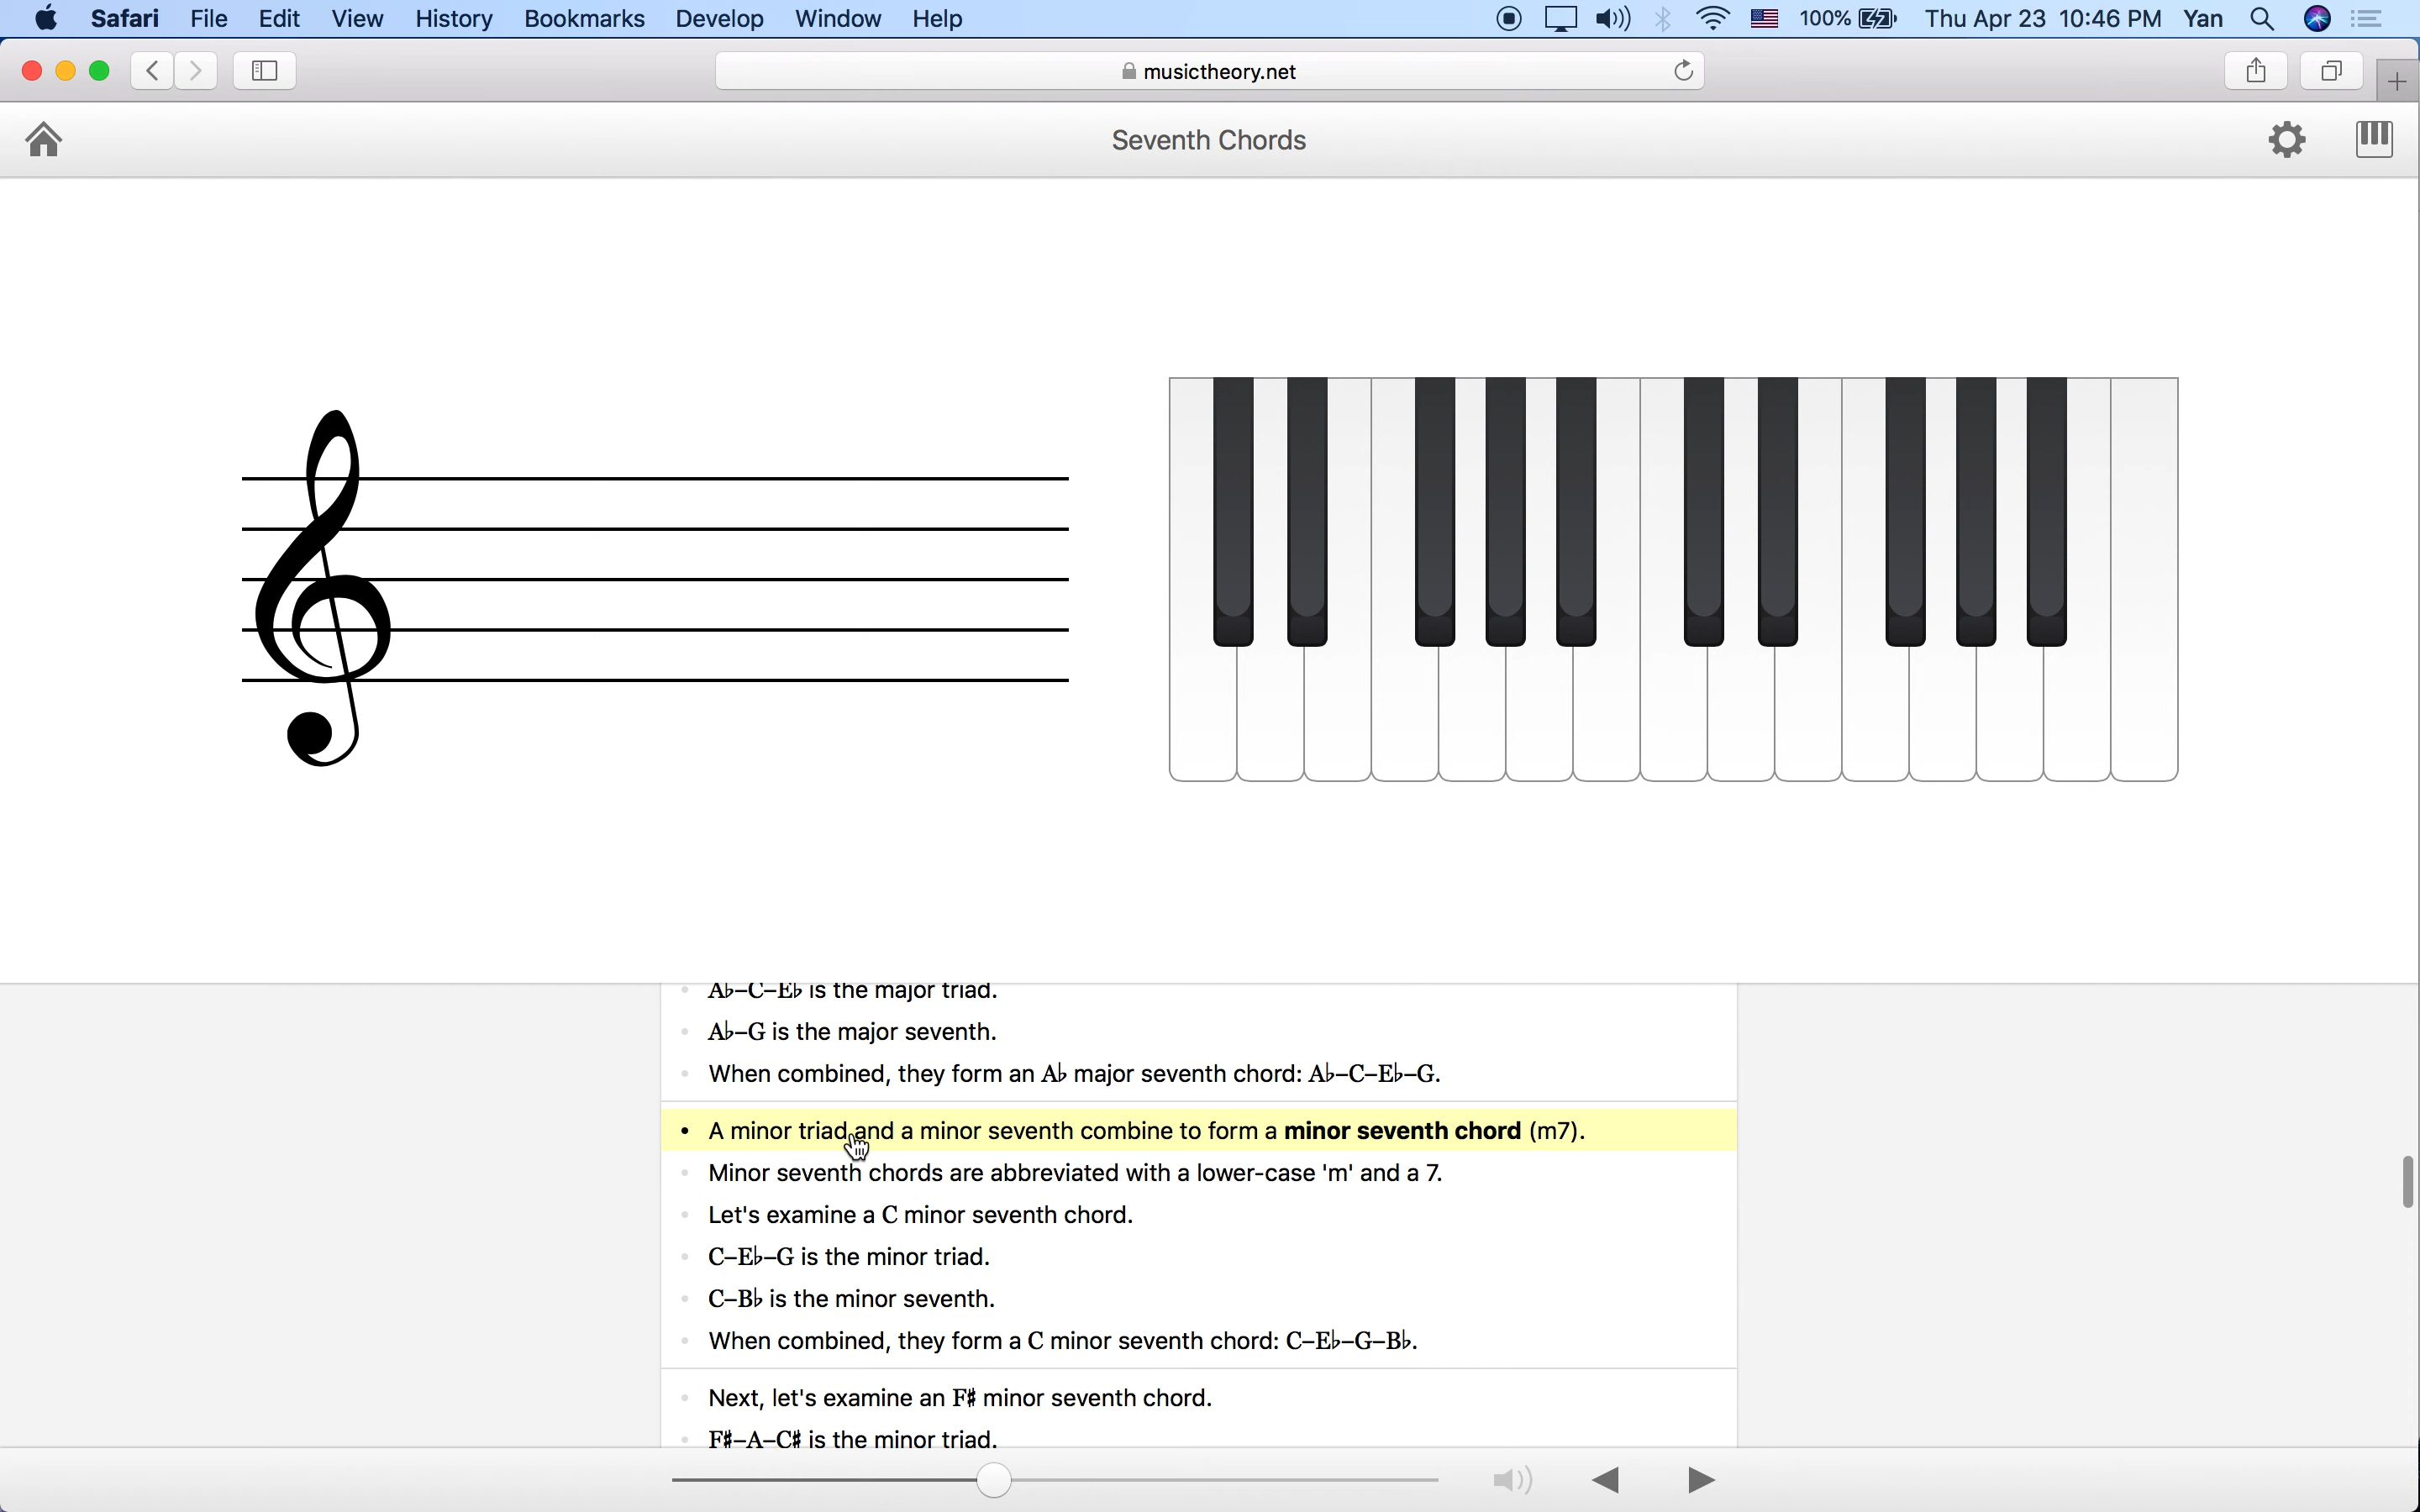 Safari File Edit View History Bookmarks Develop Window Help 100% Thu Apr 23 10:46 PM Yan
musictheory.net
Seventh Chords
A♭–C–E♭ is the major triad.
A♭–G is the major seventh.
When combined, they form an A♭ major seventh chord: A♭–C–E♭–G.
A minor triad and a minor seventh combine to form a minor seventh chord (m7).
Minor seventh chords are abbreviated with a lower-case 'm' and a 7.
Let's examine a C minor seventh chord.
C–E♭–G is the minor triad.
C–B♭ is the minor seventh.
When combined, they form a C minor seventh chord: C–E♭–G–B♭.
Next, let's examine an F♯ minor seventh chord.
F♯–A–C♯ is the minor triad.